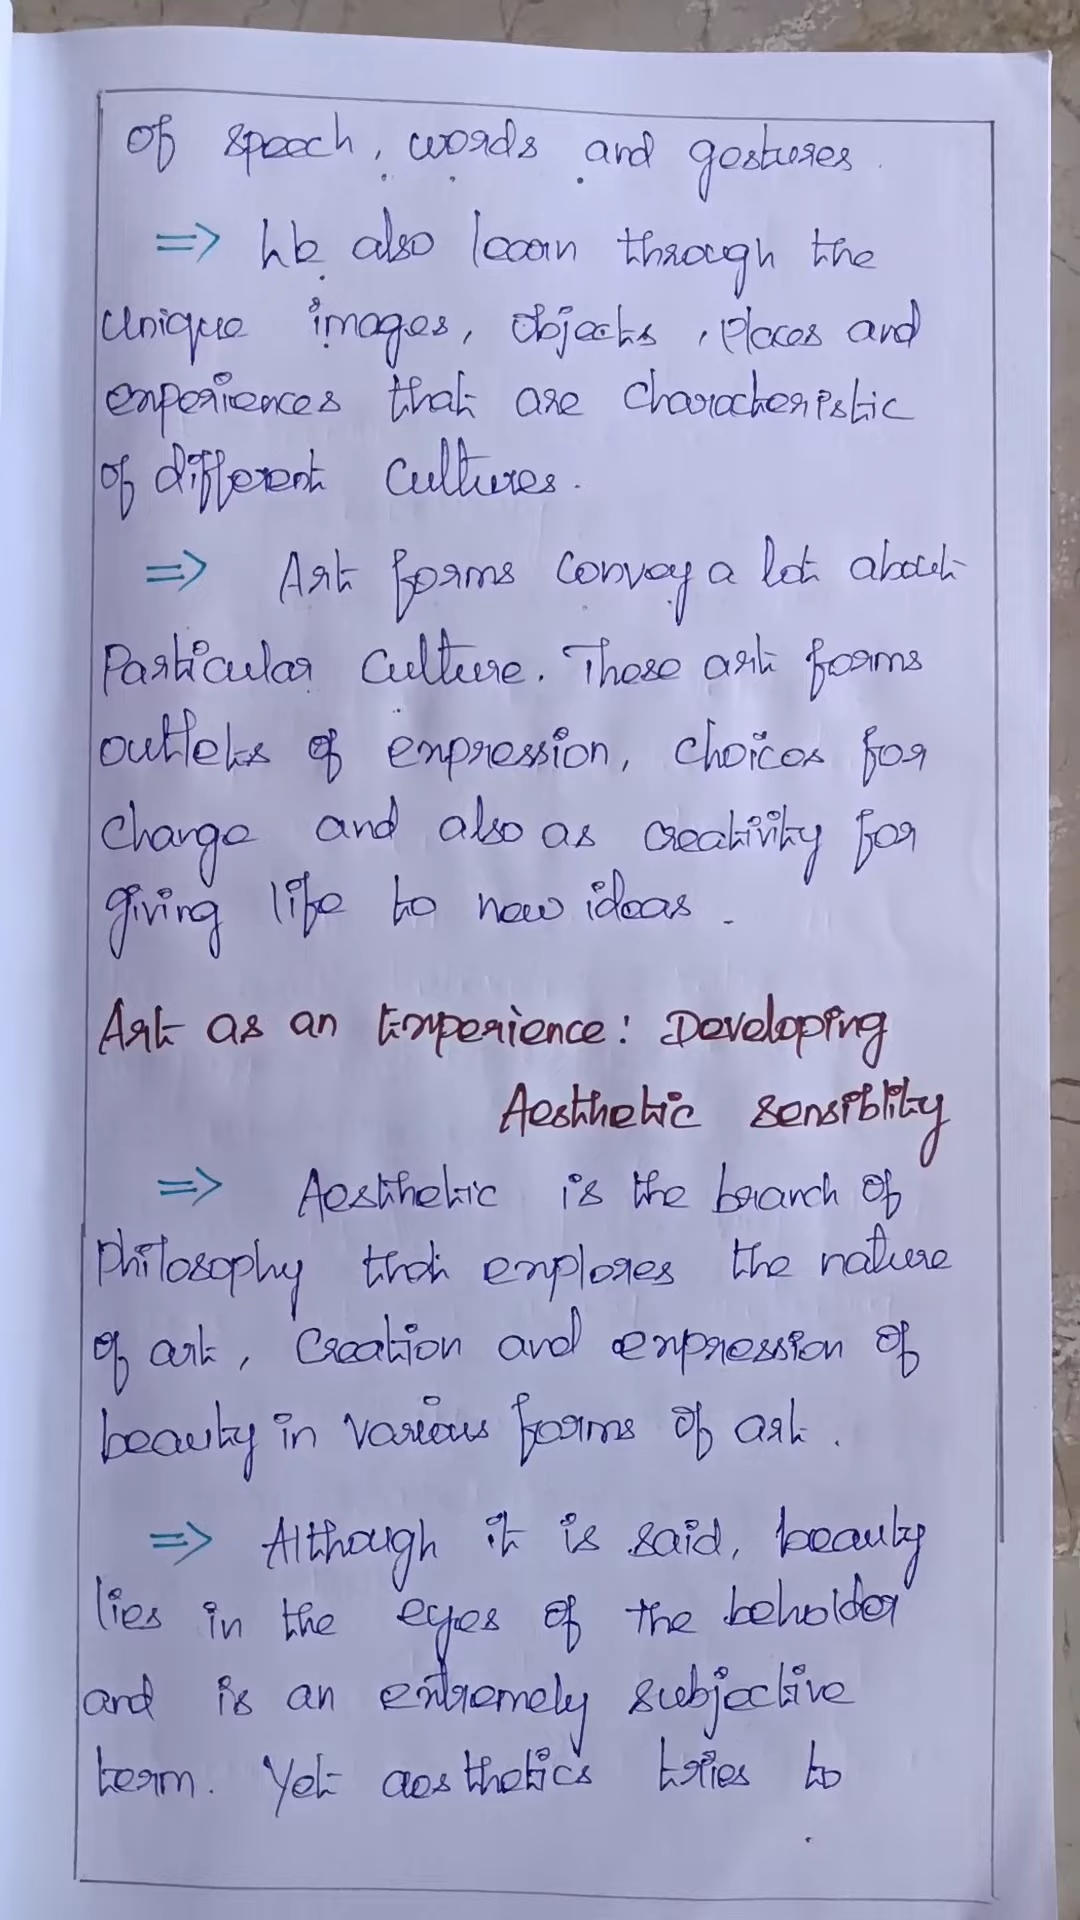 of speech, words and gestures.
=> We also learn through the
unique images, objects, places and
experiences that are characteristic
of different cultures.
=> Art forms convey a lot about
Particular culture. These art forms
outlets of expression, choices for
change and also as creativity for
giving life to new ideas.
Art as an Experience: Developing
Aesthetic sensiblity
=> Aesthetic is the branch of
Philosophy that explores the nature
of art, creation and expression of
beauty in various forms of art.
=> Although it is said, beauty
lies in the eyes of the beholder
and is an extremely subjective
term. Yet aesthetics tries to